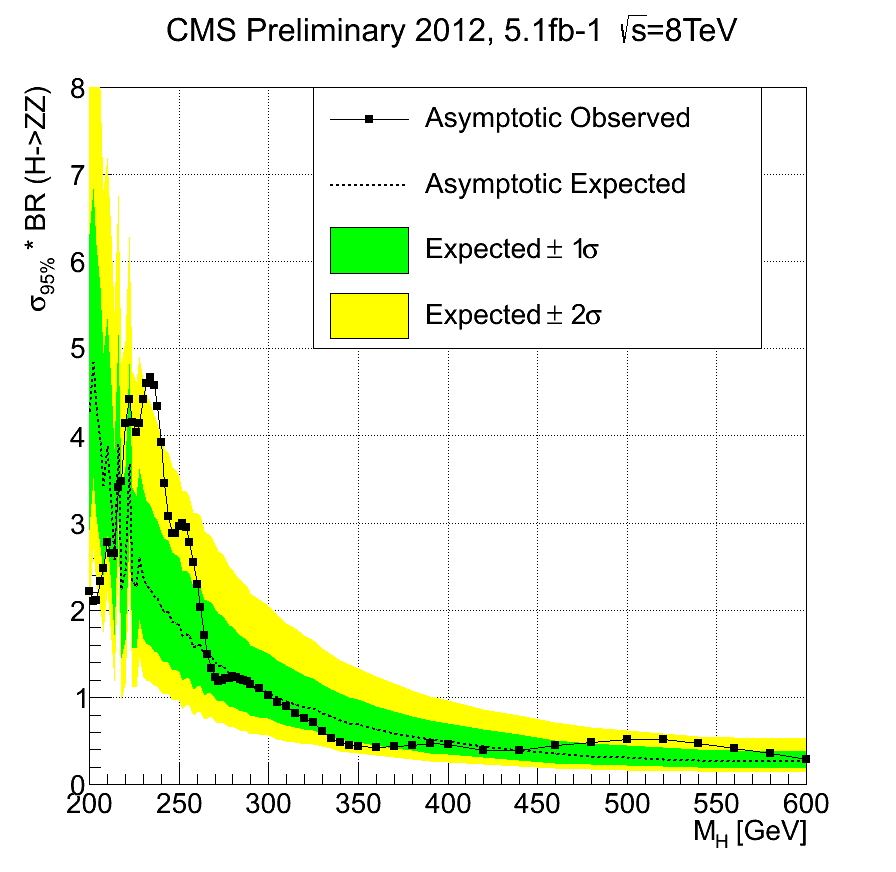 CMS Preliminary 2012, 5.1fb-1 √s=8TeV
σ95% * BR (H->ZZ)
8
7
6
5
4
3
2
1
0
Asymptotic Observed
Asymptotic Expected
Expected ± 1σ
Expected ± 2σ
200 250 300 350 400 450 500 550 600
MH [GeV]